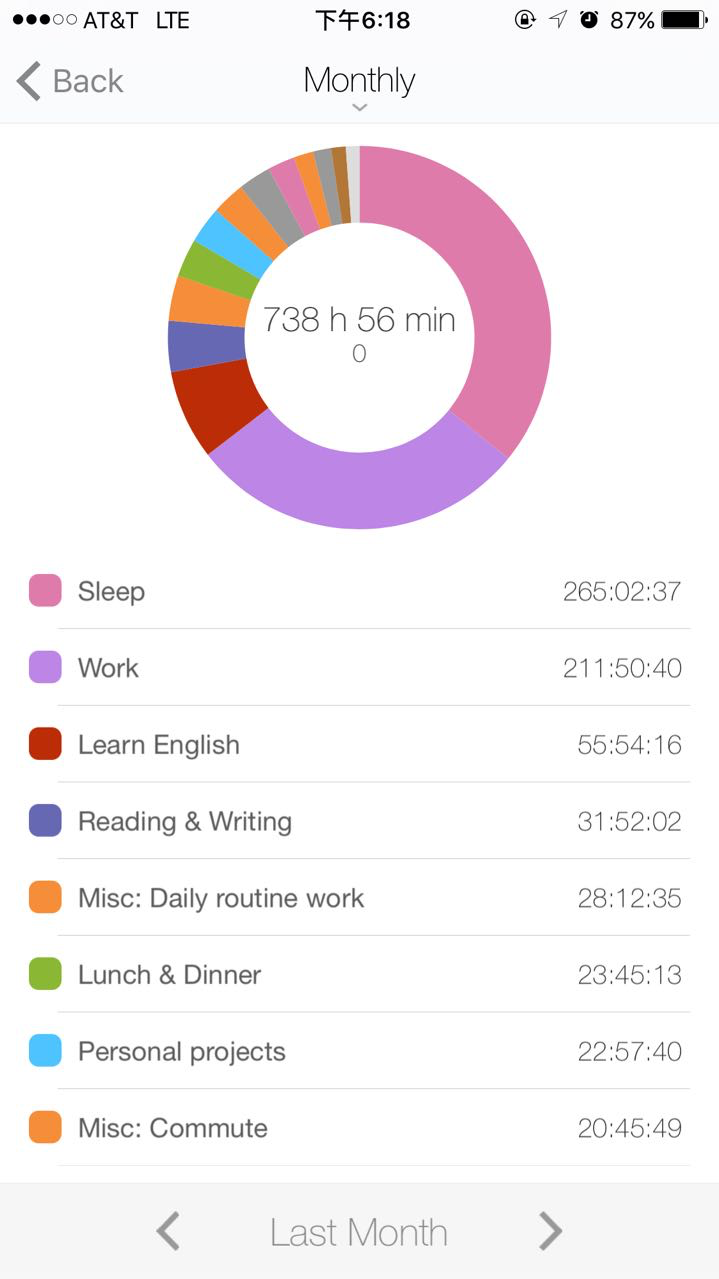 AT&T LTE 下午6:18 87%
Back Monthly
738 h 56 min
0
Sleep 265:02:37
Work 211:50:40
Learn English 55:54:16
Reading & Writing 31:52:02
Misc: Daily routine work 28:12:35
Lunch & Dinner 23:45:13
Personal projects 22:57:40
Misc: Commute 20:45:49
Last Month